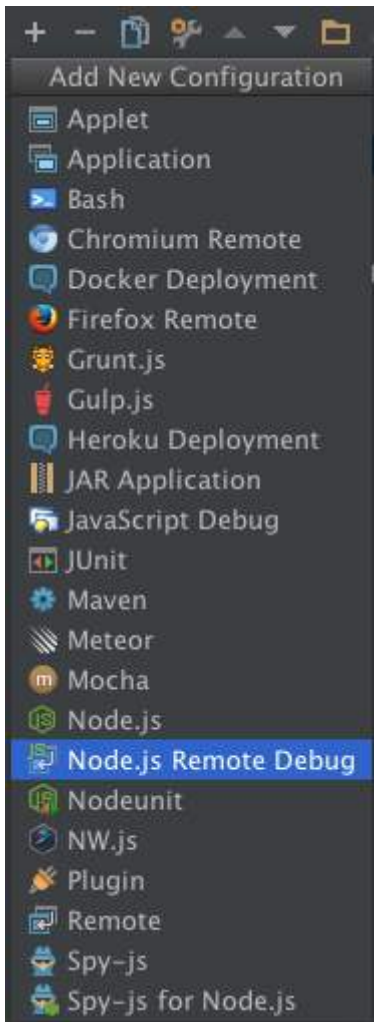 Add New Configuration
Applet
Application
Bash
Chromium Remote
Docker Deployment
Firefox Remote
Grunt.js
Gulp.js
Heroku Deployment
JAR Application
JavaScript Debug
JUnit
Maven
Meteor
Mocha
Node.js
Node.js Remote Debug
Nodeunit
NW.js
Plugin
Remote
Spy-js
Spy-js for Node.js